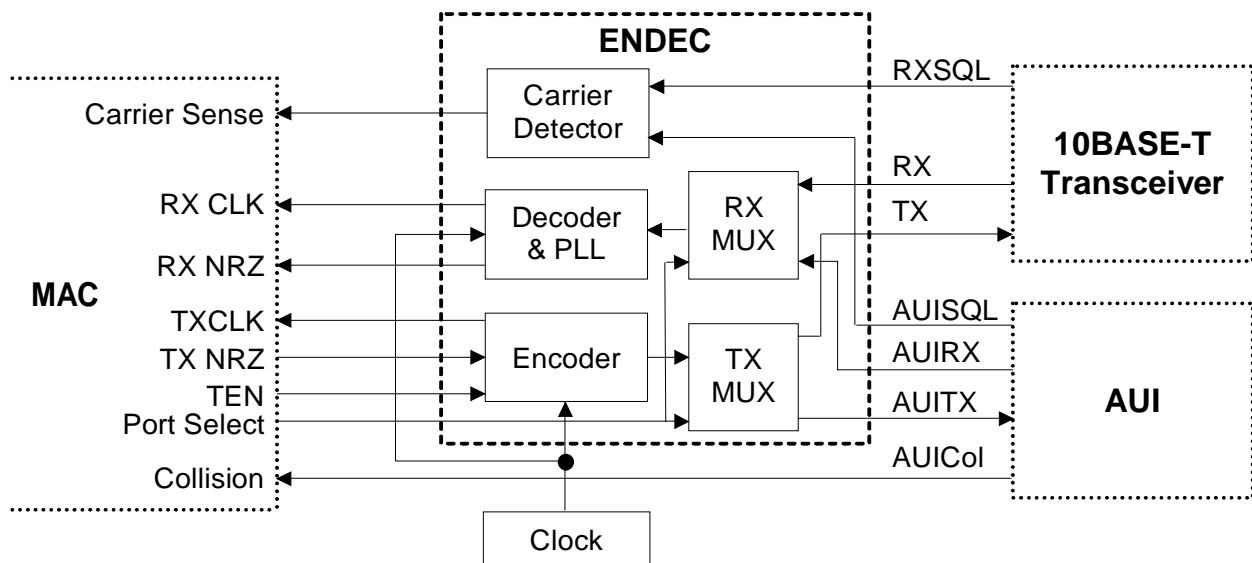 ENDEC
RXSQL
Carrier Sense
Carrier
Detector
10BASE-T
Transceiver
RX
RX CLK
Decoder
& PLL
RX
MUX
TX
RX NRZ
MAC
TXCLK
AUISQL
TX NRZ
Encoder
TX
MUX
AUIRX
TEN
AUITX
AUI
Port Select
AUICol
Collision
Clock